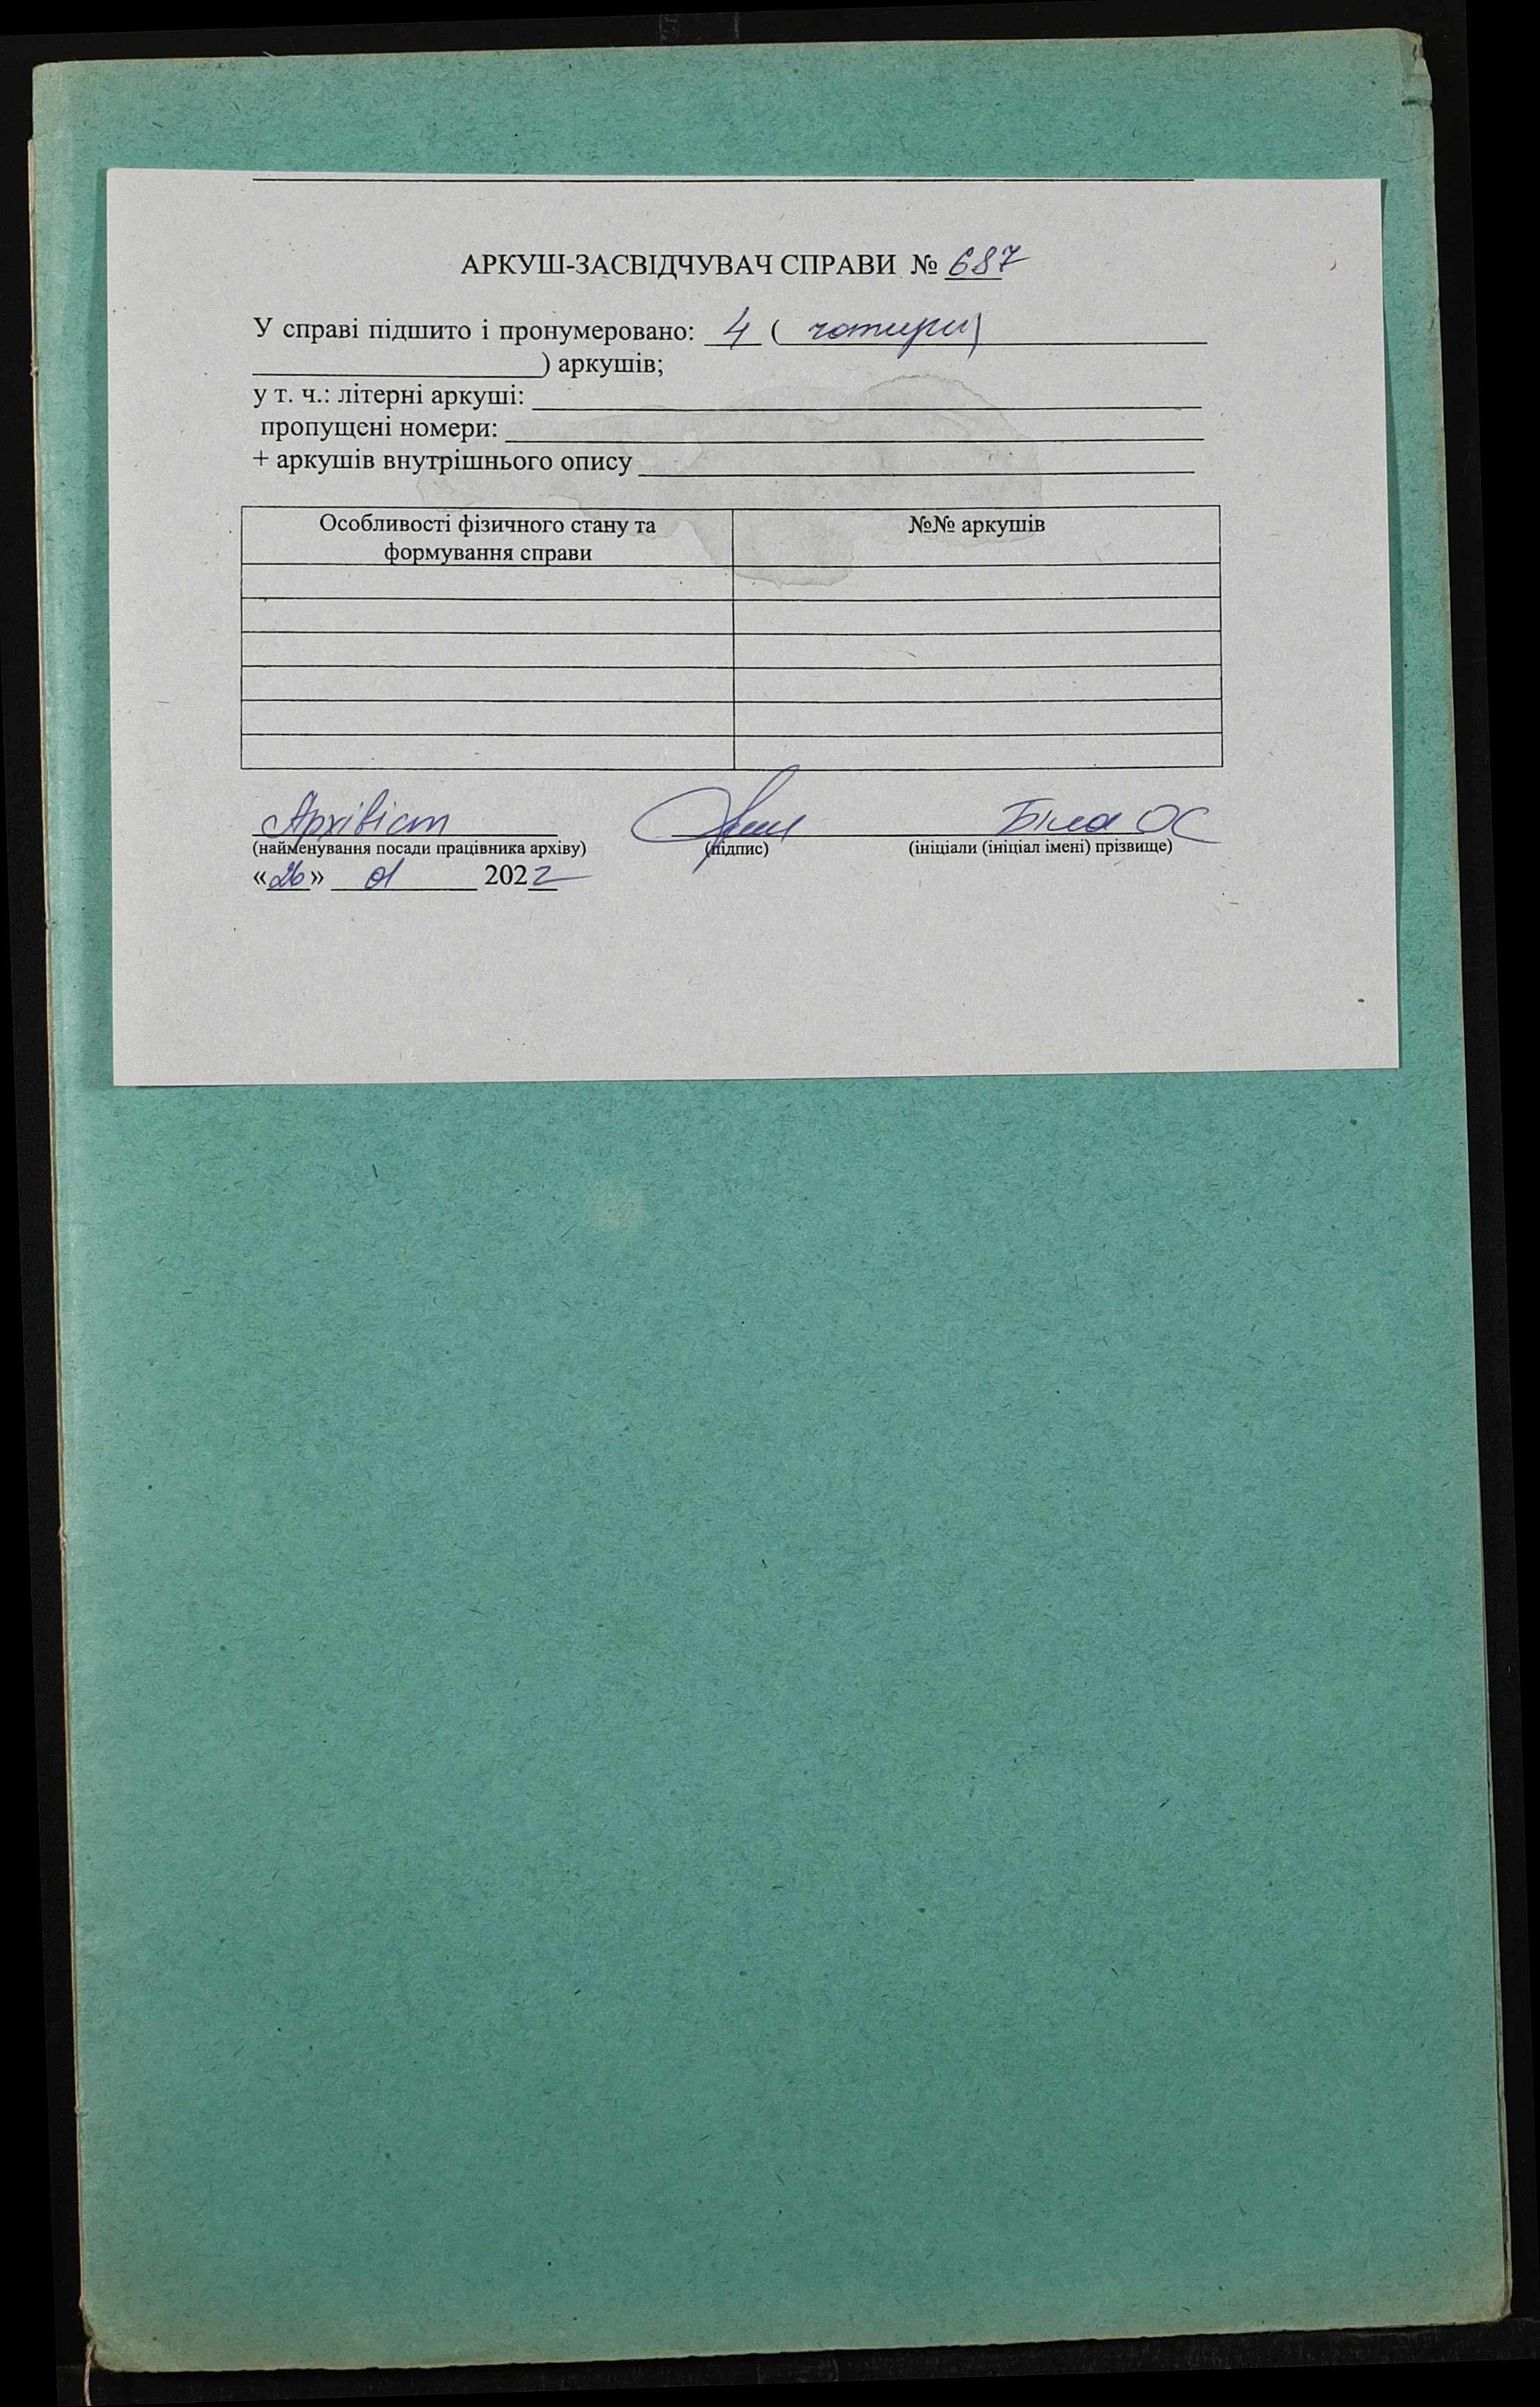 АРКУШ-ЗАСВІДЧУВАЧ СПРАВИ № 687
У справі підшито і пронумеровано: 4 ( чотири)
) аркушів;
у т. ч.: літерні аркуші:
пропущені номери:
+ аркушів внутрішнього опису
Особливості фізичного стану та
формування справи
№№ аркушів
Архівіст Біла ОС
(найменування посади працівника архіву) (підпис) (ініціали (ініціал імені) прізвище)
«26» 01 2022